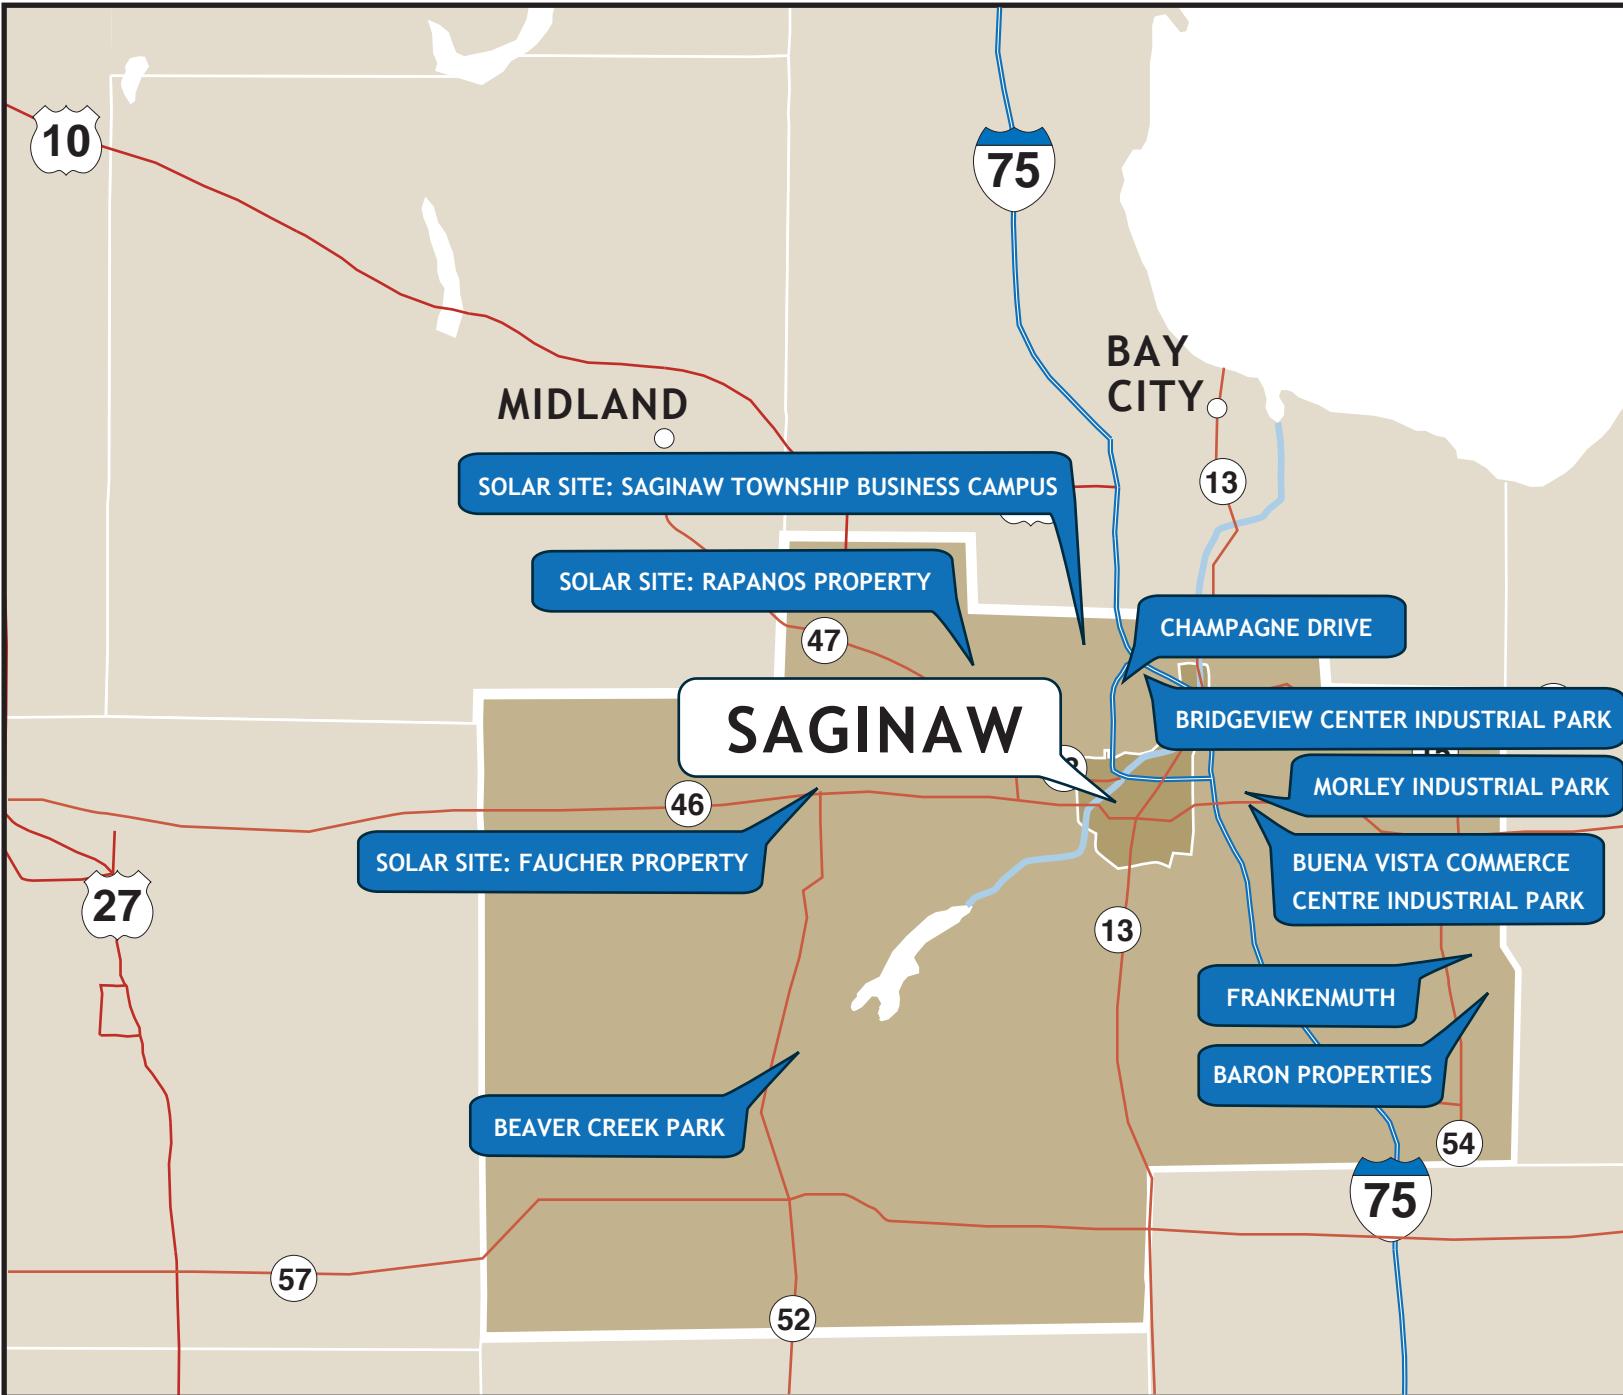 10
75
BAY
CITY
MIDLAND
SOLAR SITE: SAGINAW TOWNSHIP BUSINESS CAMPUS
13
SOLAR SITE: RAPANOS PROPERTY
CHAMPAGNE DRIVE
47
SAGINAW
BRIDGEVIEW CENTER INDUSTRIAL PARK
MORLEY INDUSTRIAL PARK
46
SOLAR SITE: FAUCHER PROPERTY
BUENA VISTA COMMERCE
CENTRE INDUSTRIAL PARK
27
13
FRANKENMUTH
BARON PROPERTIES
BEAVER CREEK PARK
54
75
57
52